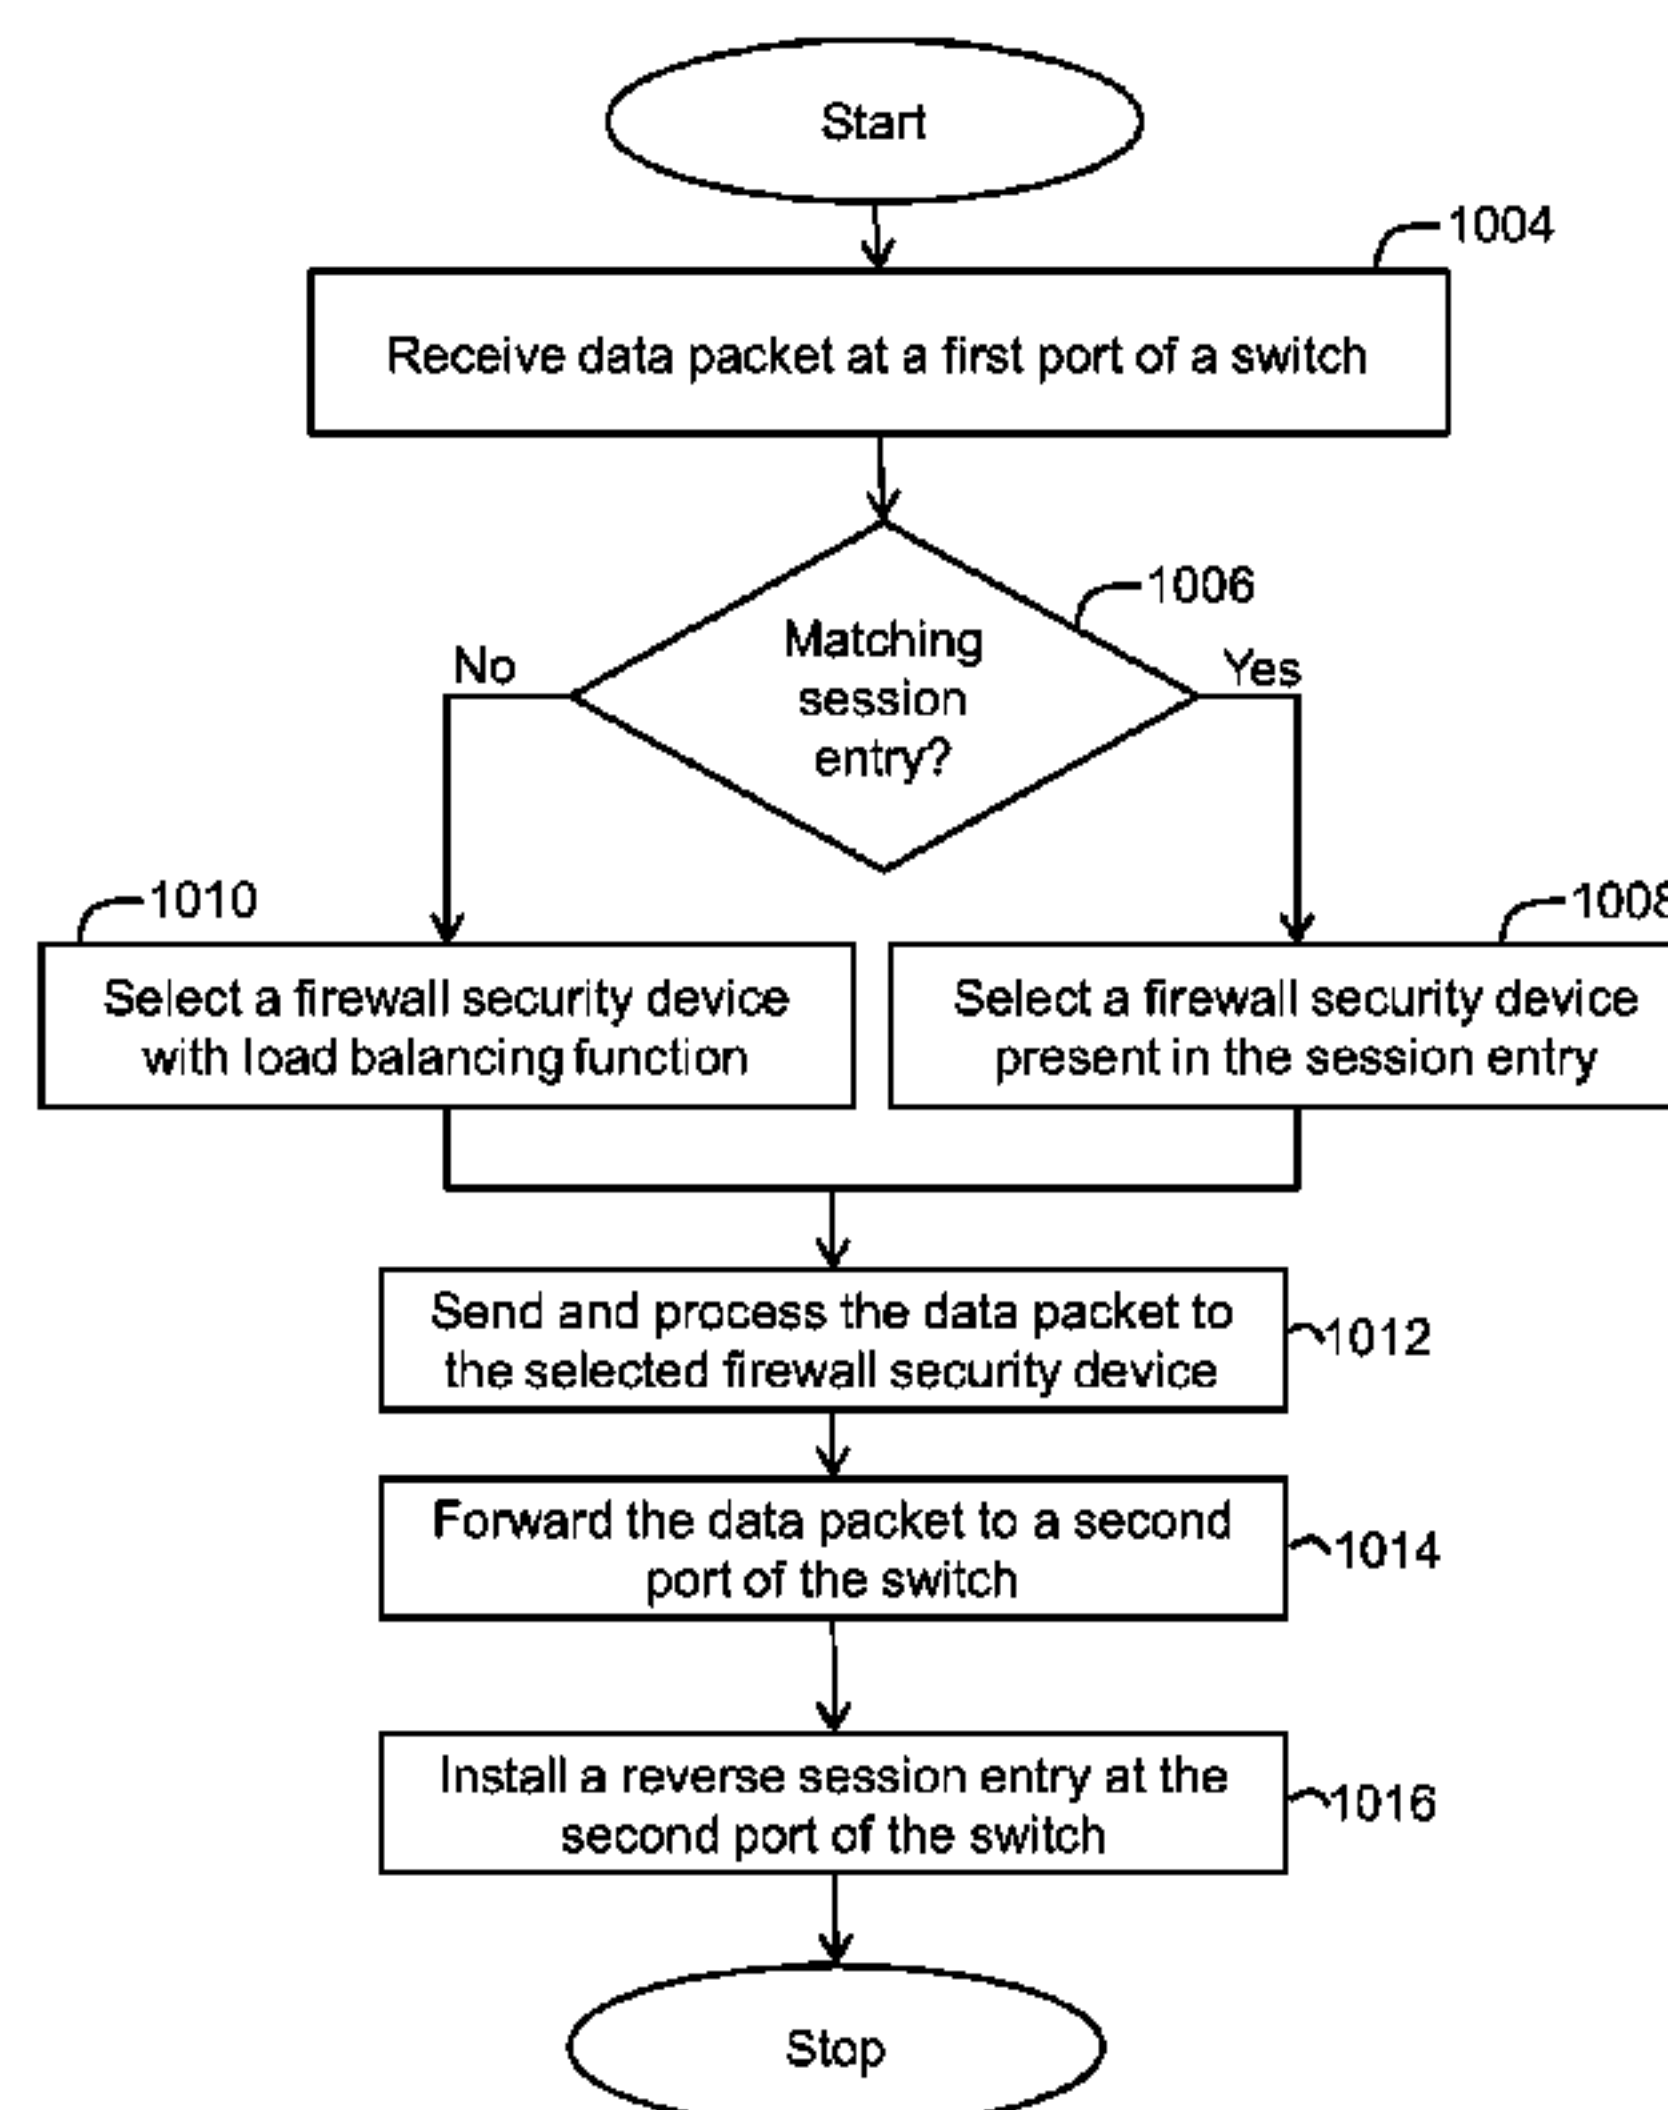 Start
1004
Receive data packet at a first port of a switch
1006
Matching
session
entry?
No
Yes
1010
1008
Select a firewall security device
with load balancing function
Select a firewall security device
present in the session entry
Send and process the data packet to
the selected firewall security device
1012
Forward the data packet to a second
port of the switch
1014
Install a reverse session entry at the
second port of the switch
1016
Stop